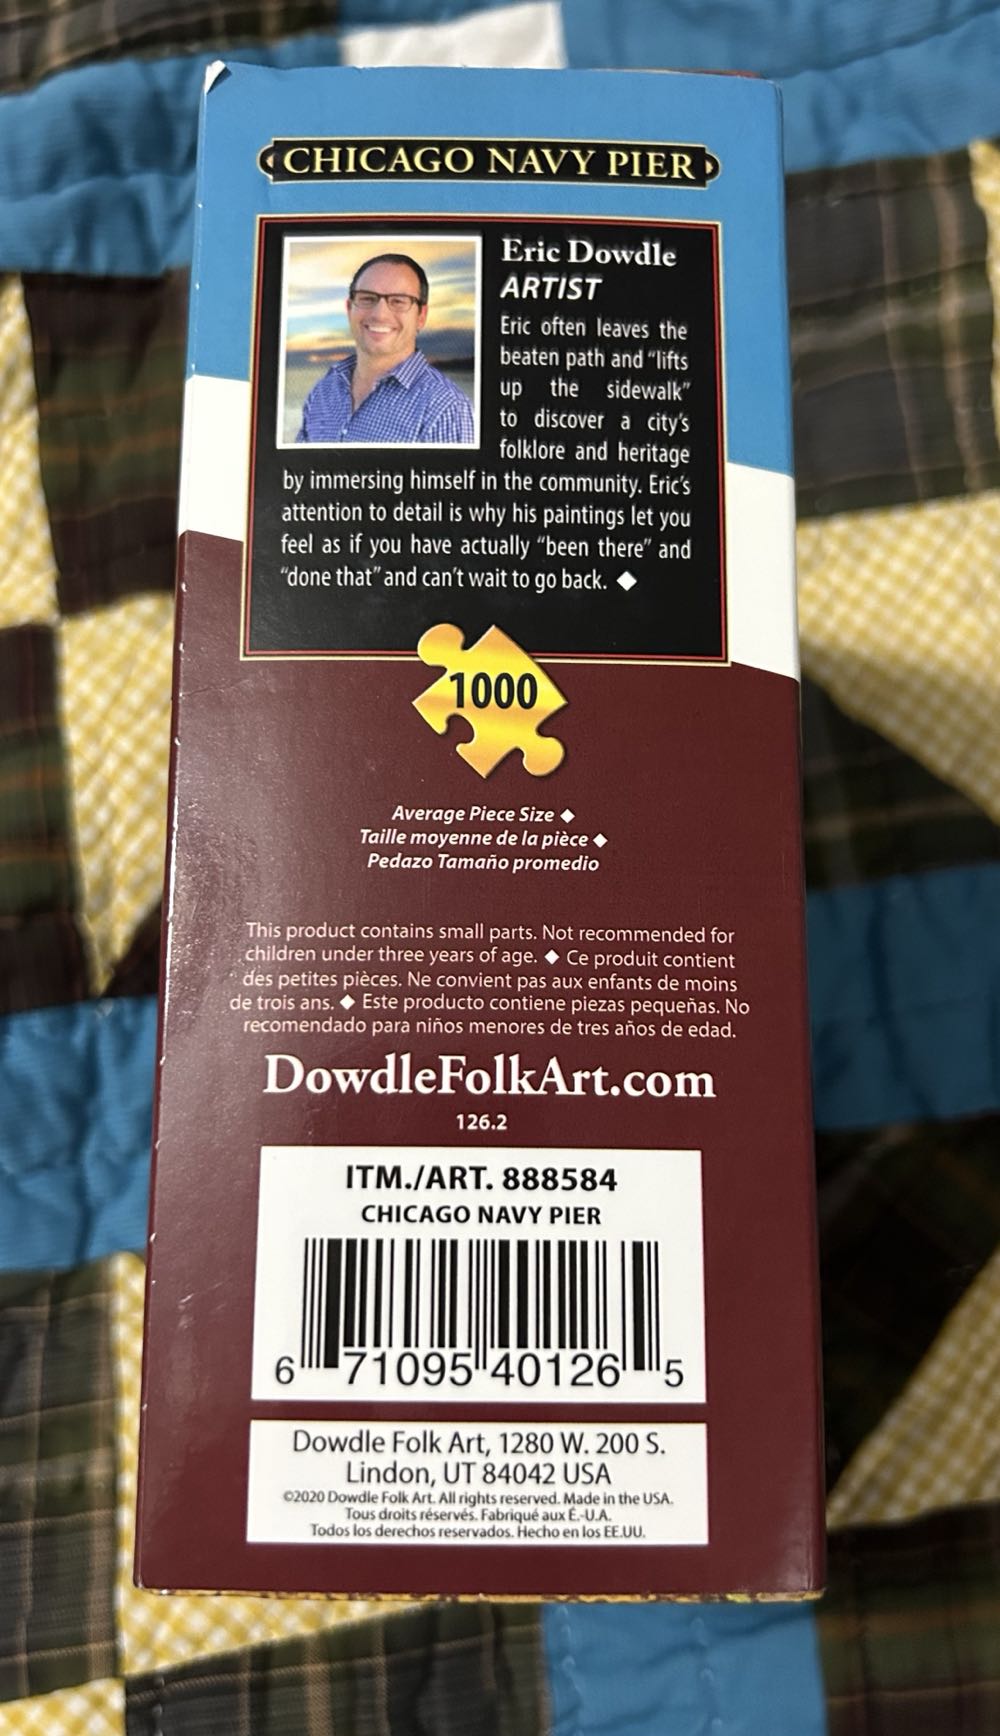 CHICAGO NAVY PIER
Eric Dowdle
ARTIST
Eric often leaves the
beaten path and “lifts
up the sidewalk”
to discover a city’s
folklore and heritage
by immersing himself in the community. Eric’s
attention to detail is why his paintings let you
feel as if you have actually “been there” and
“done that” and can’t wait to go back. ◆
1000
Average Piece Size ◆
Taille moyenne de la pièce ◆
Pedazo Tamaño promedio
This product contains small parts. Not recommended for
children under three years of age. ◆ Ce produit contient
des petites pièces. Ne convient pas aux enfants de moins
de trois ans. ◆ Este producto contiene piezas pequeñas. No
recomendado para niños menores de tres años de edad.
DowdleFolkArt.com
126.2
ITM./ART. 888584
CHICAGO NAVY PIER
6 71095 40126 5
Dowdle Folk Art, 1280 W. 200 S.
Lindon, UT 84042 USA
©2020 Dowdle Folk Art. All rights reserved. Made in the USA.
Tous droits réservés. Fabriqué aux É.-U.A.
Todos los derechos reservados. Hecho en los EE.UU.